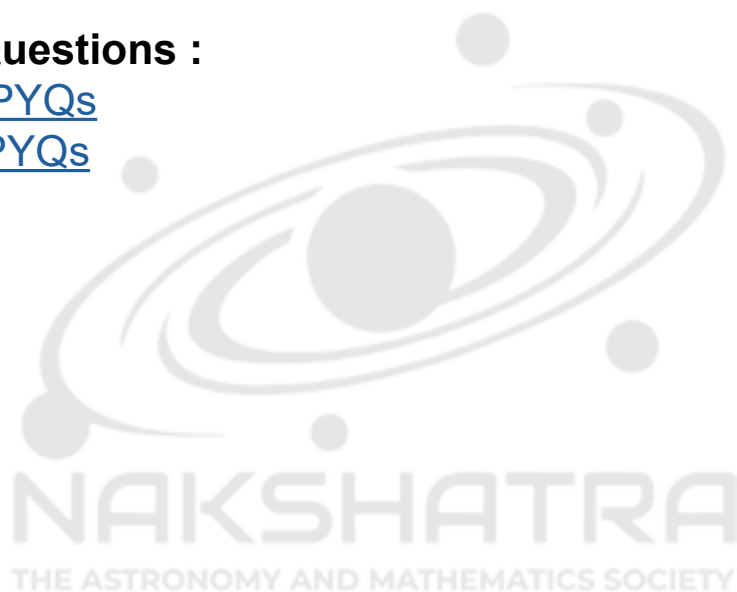 uestions :
PYQs
PYQs
NAKSHATRA
THE ASTRONOMY AND MATHEMATICS SOCIETY